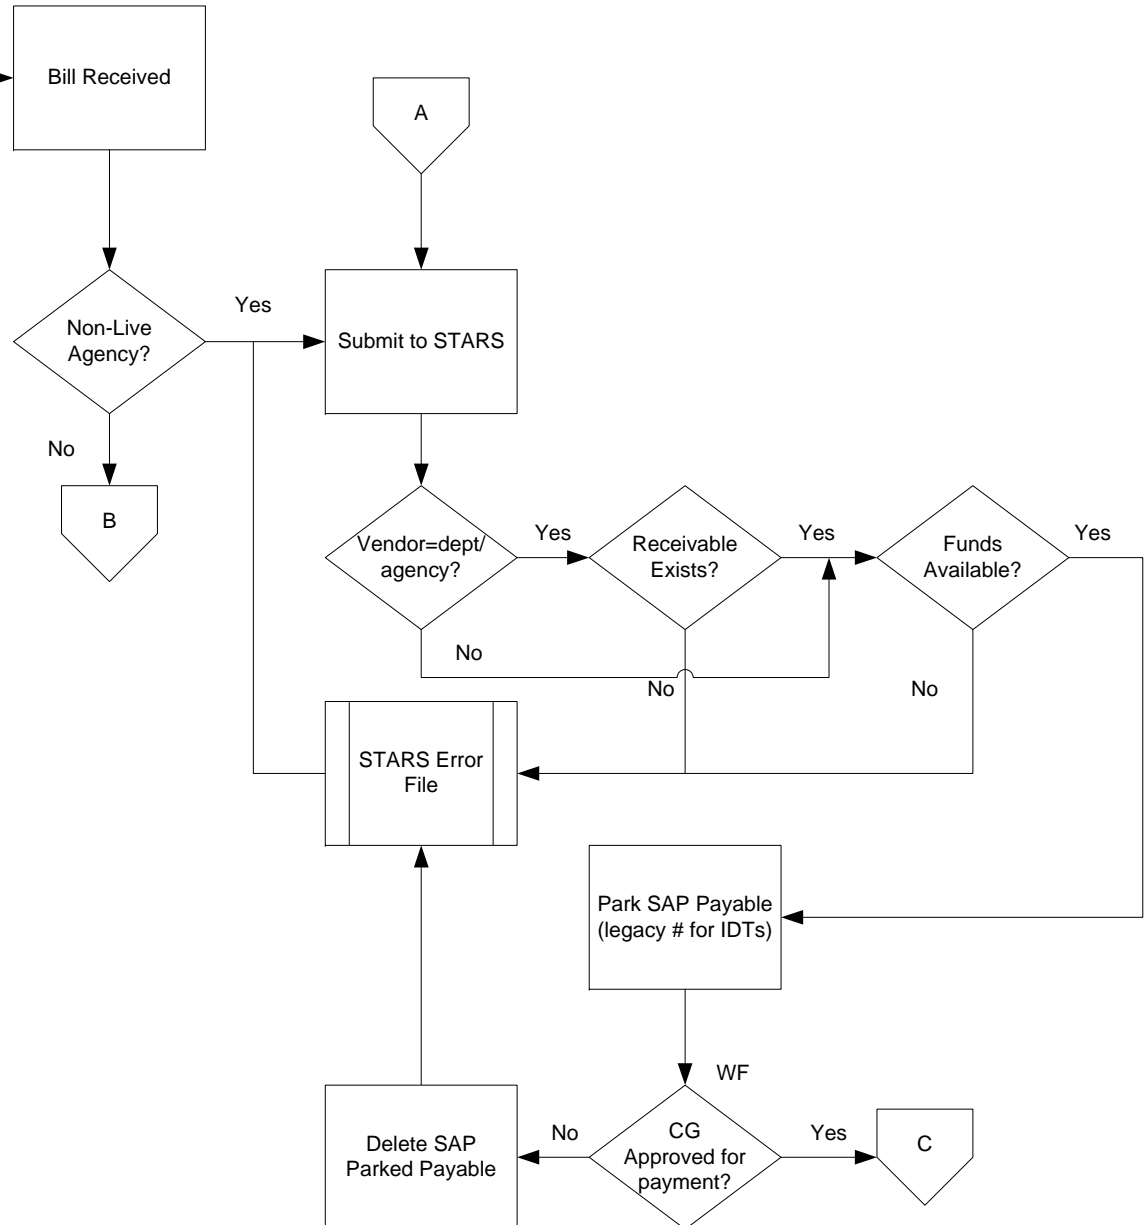 Bill Received
A
Yes
Non-Live
Agency?
Submit to STARS
No
B
Vendor=dept/
agency?
Yes
Receivable
Exists?
Yes
Funds
Available?
Yes
No
No
No
STARS Error
File
Park SAP Payable
(legacy # for IDTs)
WF
Delete SAP
Parked Payable
No
CG
Approved for
payment?
Yes
C